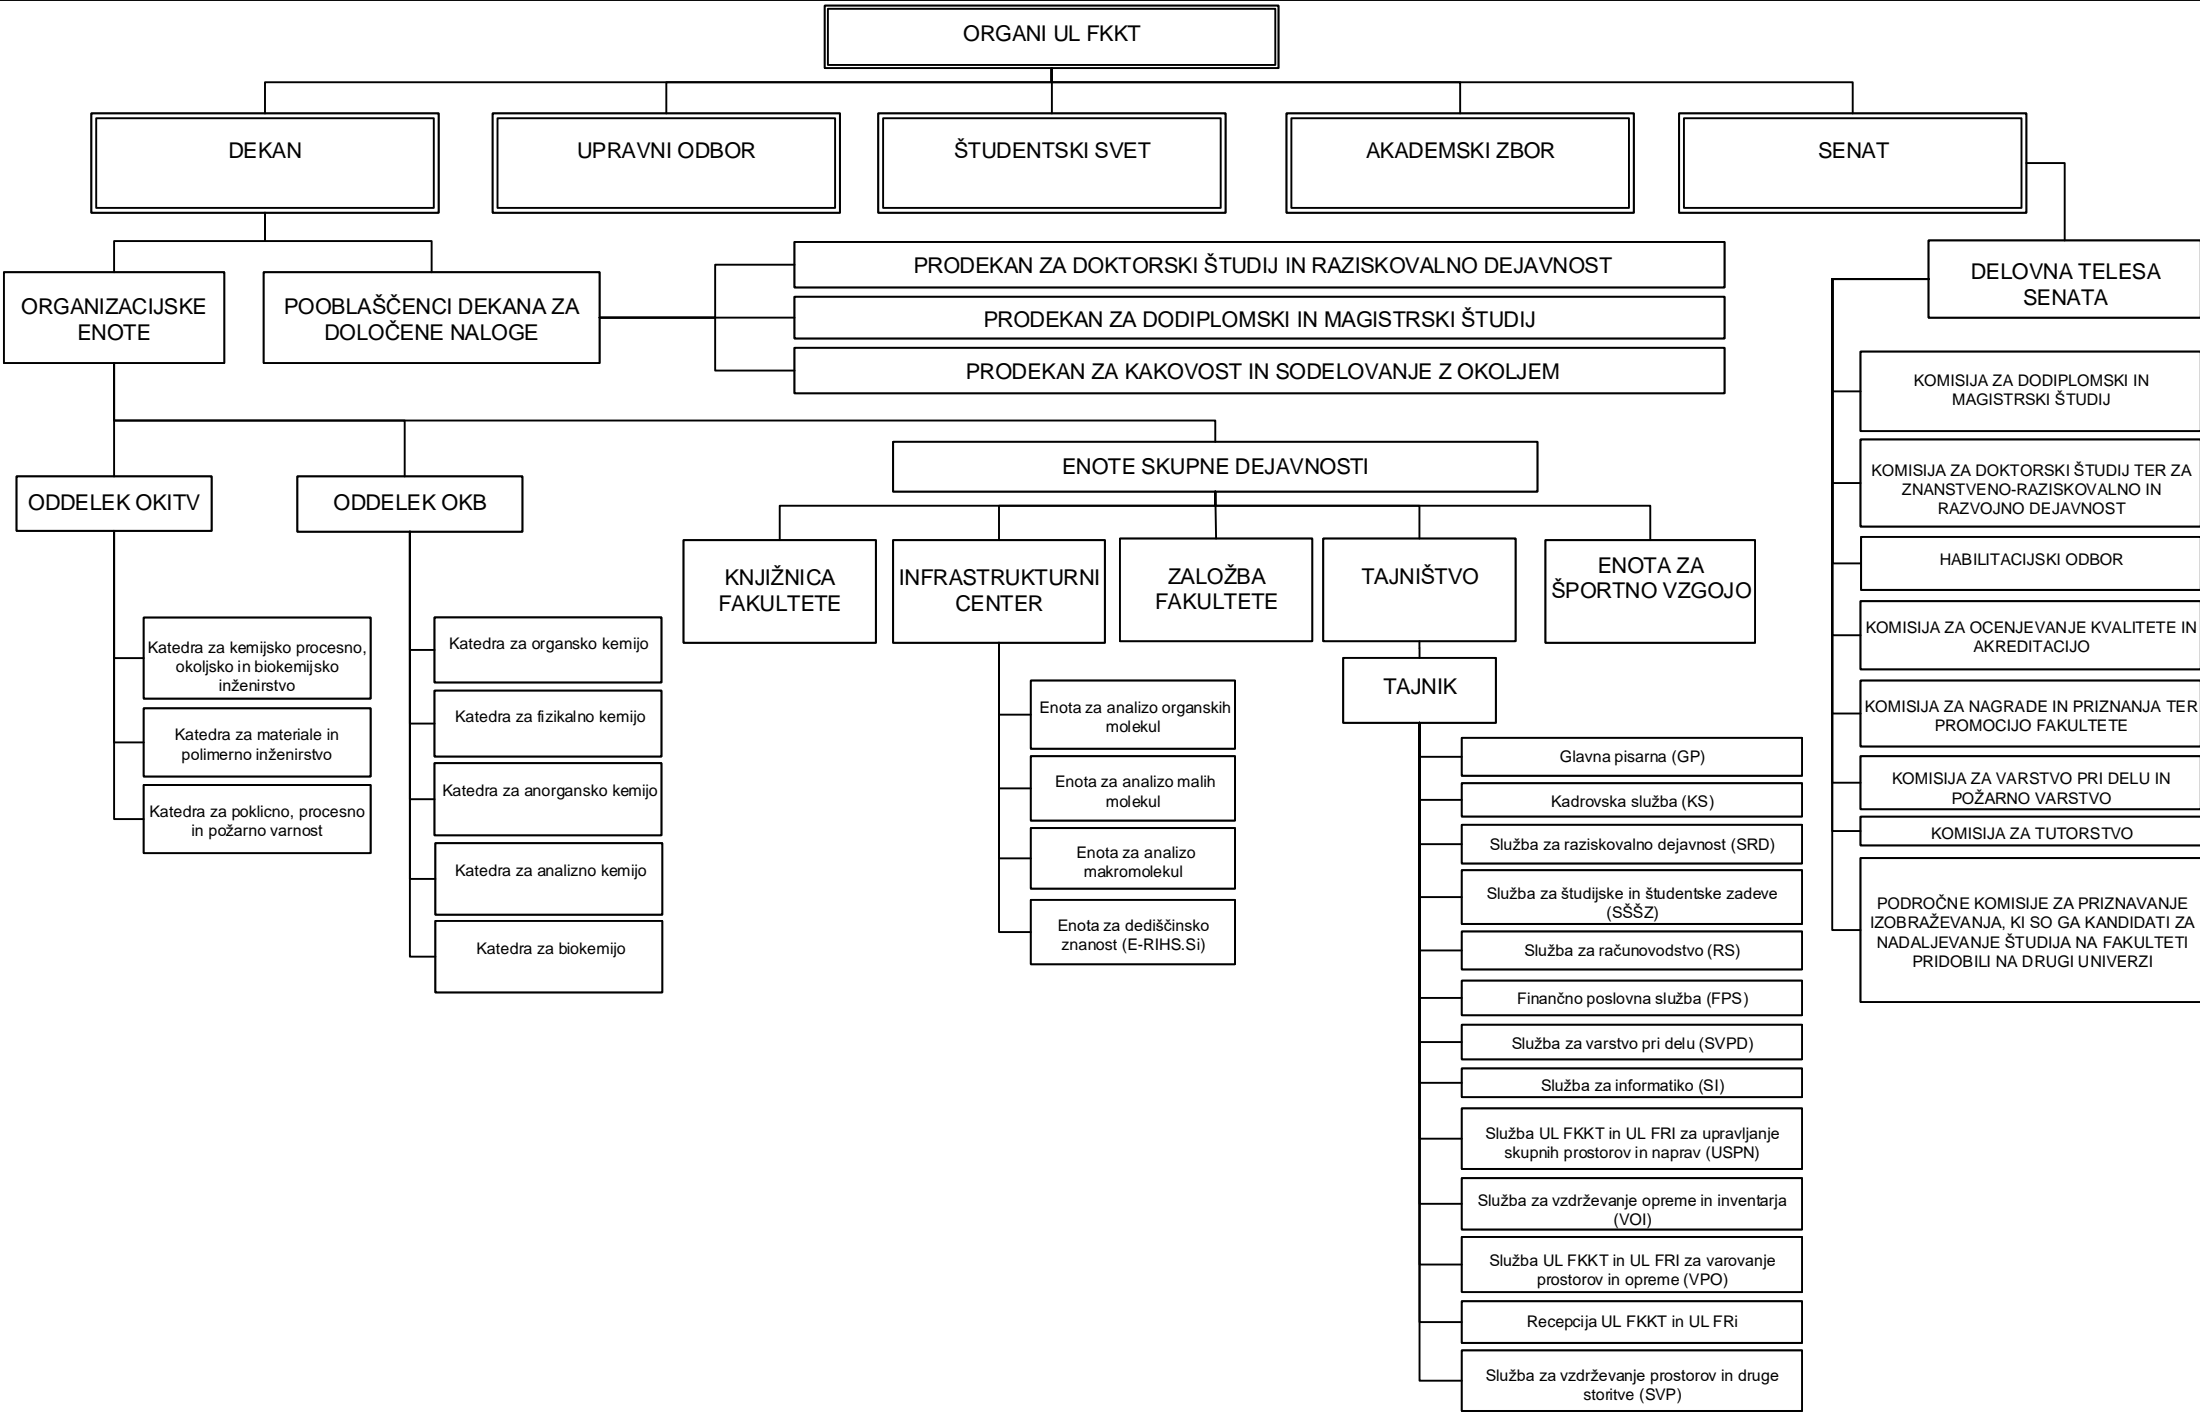 ORGANI UL FKKT
DEKAN
UPRAVNI ODBOR
ŠTUDENTSKI SVET
AKADEMSKI ZBOR
SENAT
ORGANIZACIJSKE
ENOTE
POOBLAŠČENCI DEKANA ZA
DOLOČENE NALOGE
PRODEKAN ZA DOKTORSKI ŠTUDIJ IN RAZISKOVALNO DEJAVNOST
PRODEKAN ZA DODIPLOMSKI IN MAGISTRSKI ŠTUDIJ
PRODEKAN ZA KAKOVOST IN SODELOVANJE Z OKOLJEM
DELOVNA TELESA
SENATA
KOMISIJA ZA DODIPLOMSKI IN
MAGISTRSKI ŠTUDIJ
KOMISIJA ZA DOKTORSKI ŠTUDIJ TER ZA
ZNANSTVENO-RAZISKOVALNO IN
RAZVOJNO DEJAVNOST
HABILITACIJSKI ODBOR
KOMISIJA ZA OCENJEVANJE KVALITETE IN
AKREDITACIJO
KOMISIJA ZA NAGRADE IN PRIZNANJA TER
PROMOCIJO FAKULTETE
KOMISIJA ZA VARSTVO PRI DELU IN
POŽARNO VARSTVO
KOMISIJA ZA TUTORSTVO
PODROČNE KOMISIJE ZA PRIZNAVANJE
IZOBRAŽEVANJA, KI SO GA KANDIDATI ZA
NADALJEVANJE ŠTUDIJA NA FAKULTETI
PRIDOBILI NA DRUGI UNIVERZI
ODDELEK OKITV
ODDELEK OKB
ENOTE SKUPNE DEJAVNOSTI
Katedra za kemijsko procesno,
okoljsko in biokemijsko
inženirstvo
Katedra za materiale in
polimerno inženirstvo
Katedra za poklicno, procesno
in požarno varnost
Katedra za organsko kemijo
Katedra za fizikalno kemijo
Katedra za anorgansko kemijo
Katedra za analizno kemijo
Katedra za biokemijo
KNJIŽNICA
FAKULTETE
INFRASTRUKTURNI
CENTER
ZALOŽBA
FAKULTETE
TAJNIŠTVO
ENOTA ZA
ŠPORTNO VZGOJO
Enota za analizo organskih
molekul
Enota za analizo malih
molekul
Enota za analizo
makromolekul
Enota za dediščinsko
znanost (E-RIHS.Si)
TAJNIK
Glavna pisarna (GP)
Kadrovska služba (KS)
Služba za raziskovalno dejavnost (SRD)
Služba za študijske in študentske zadeve
(SŠŠZ)
Služba za računovodstvo (RS)
Finančno poslovna služba (FPS)
Služba za varstvo pri delu (SVPD)
Služba za informatiko (SI)
Služba UL FKKT in UL FRI za upravljanje
skupnih prostorov in naprav (USPN)
Služba za vzdrževanje opreme in inventarja
(VOI)
Služba UL FKKT in UL FRI za varovanje
prostorov in opreme (VPO)
Recepcija UL FKKT in UL FRi
Služba za vzdrževanje prostorov in druge
storitve (SVP)